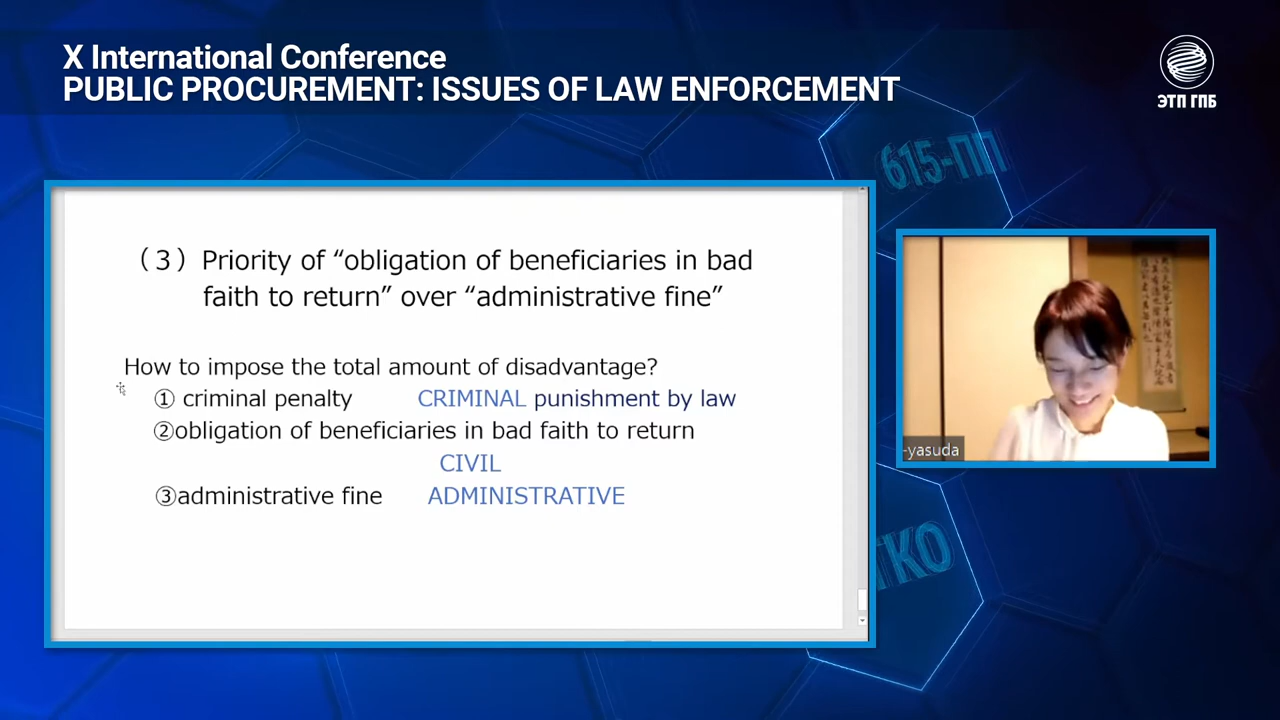 X International Conference
PUBLIC PROCUREMENT: ISSUES OF LAW ENFORCEMENT
ЭТП ГПБ
615-ПП
（3）Priority of “obligation of beneficiaries in bad
faith to return” over “administrative fine”
How to impose the total amount of disadvantage?
① criminal penalty CRIMINAL punishment by law
②obligation of beneficiaries in bad faith to return
CIVIL
③administrative fine ADMINISTRATIVE
-yasuda
ТКО